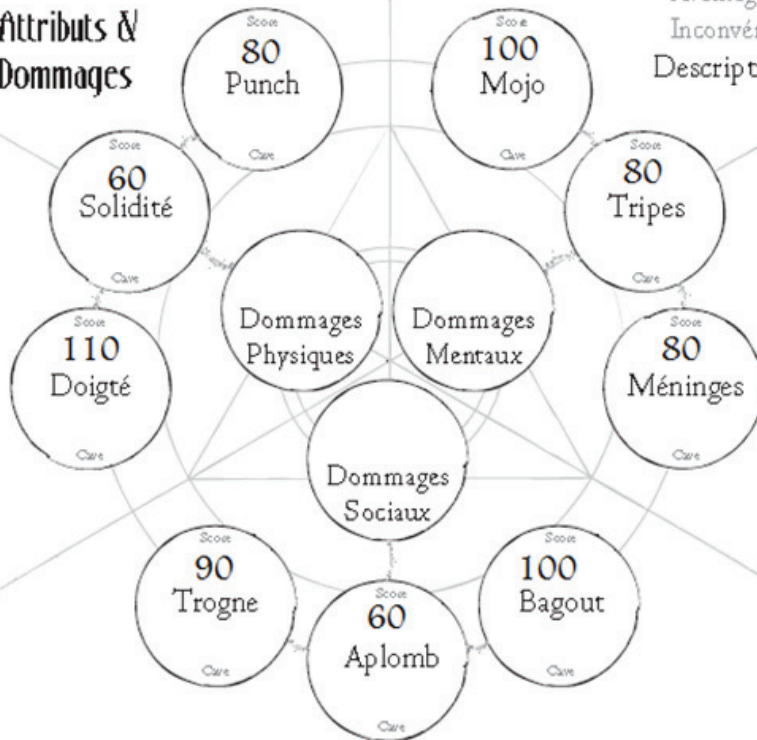 Attributs &
Dommages
Inconvé
Descript
Score
80
Punch
Cave
Score
100
Mojo
Cave
Score
60
Solidité
Cave
Score
80
Tripes
Cave
Dommages
Physiques
Dommages
Mentaux
Score
110
Doigté
Cave
Score
80
Méninges
Cave
Dommages
Sociaux
Score
90
Trogne
Cave
Score
60
Aplomb
Cave
Score
100
Bagout
Cave